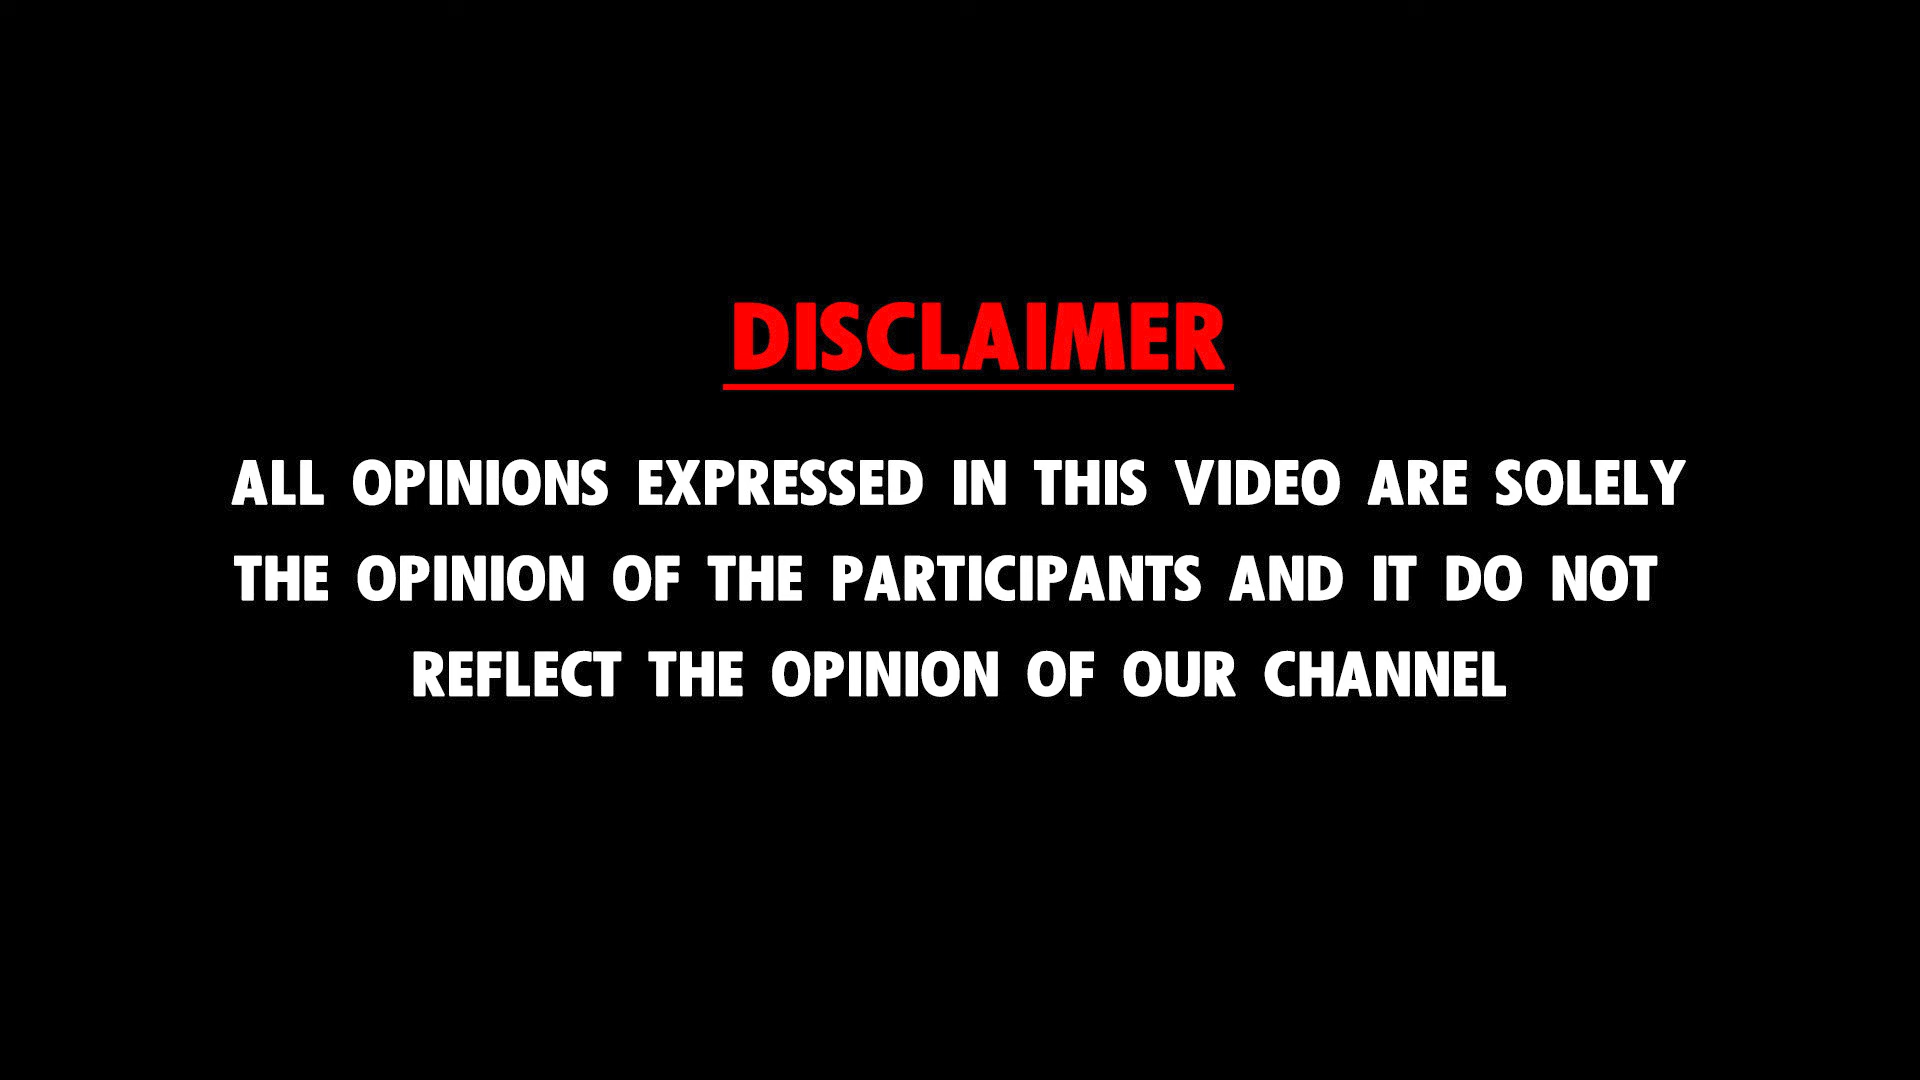 DISCLAIMER
ALL OPINIONS EXPRESSED IN THIS VIDEO ARE SOLELY
THE OPINION OF THE PARTICIPANTS AND IT DO NOT
REFLECT THE OPINION OF OUR CHANNEL